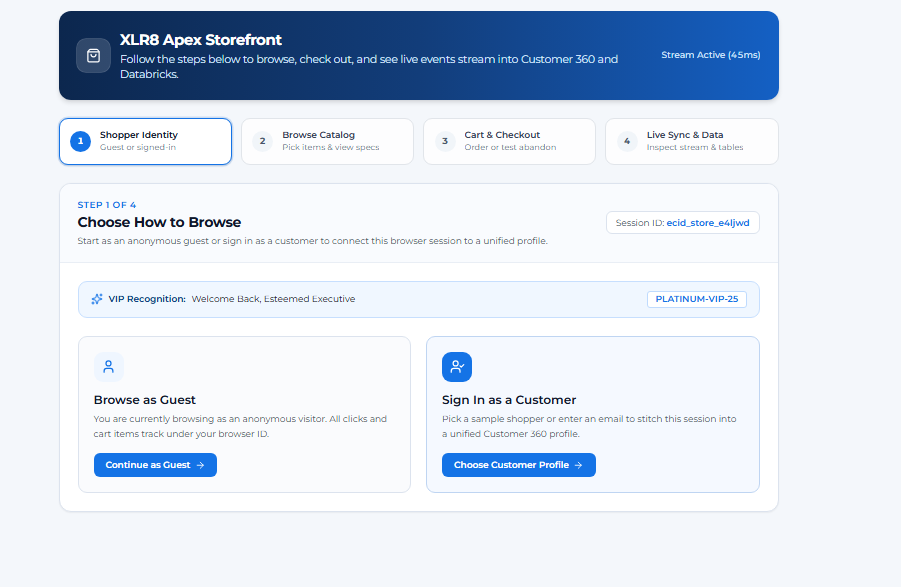 XLR8 Apex Storefront
Follow the steps below to browse, check out, and see live events stream into Customer 360 and
Databricks.
Stream Active (45ms)
1
Shopper Identity
Guest or signed-in
2
Browse Catalog
Pick items & view specs
3
Cart & Checkout
Order or test abandon
4
Live Sync & Data
Inspect stream & tables
STEP 1 OF 4
Choose How to Browse
Start as an anonymous guest or sign in as a customer to connect this browser session to a unified profile.
Session ID: ecid_store_e4ljwd
VIP Recognition: Welcome Back, Esteemed Executive
PLATINUM-VIP-25
Browse as Guest
You are currently browsing as an anonymous visitor. All clicks and
cart items track under your browser ID.
Continue as Guest →
Sign In as a Customer
Pick a sample shopper or enter an email to stitch this session into
a unified Customer 360 profile.
Choose Customer Profile →